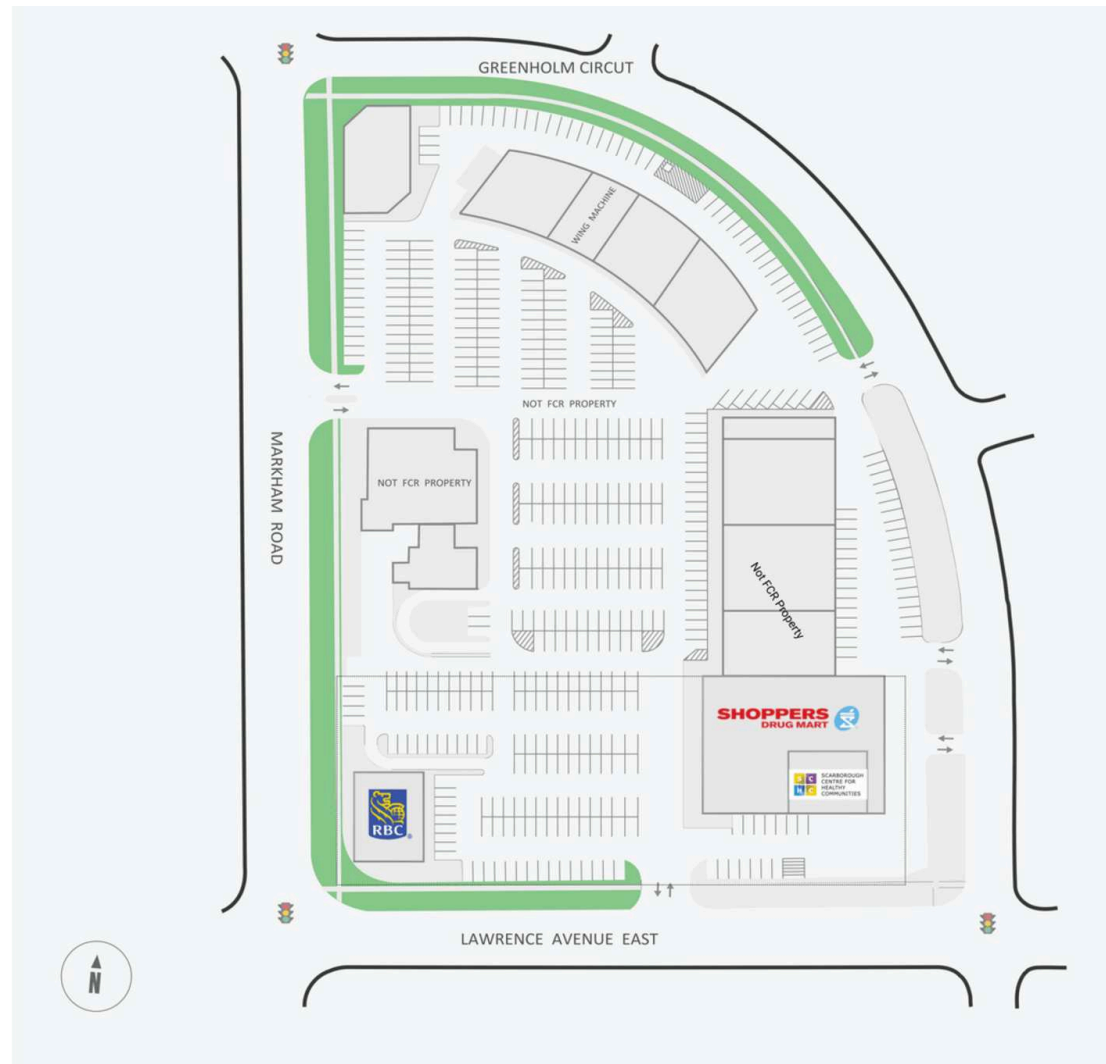 GREENHOLM CIRCUT
WING MACHINE
NOT FCR PROPERTY
MARKHAM ROAD
NOT FCR PROPERTY
Not FCR Property
SHOPPERS
DRUG MART
SCARBOROUGH
CENTRE FOR
HEALTHY
COMMUNITIES
S C
H C
RBC
®
LAWRENCE AVENUE EAST
N